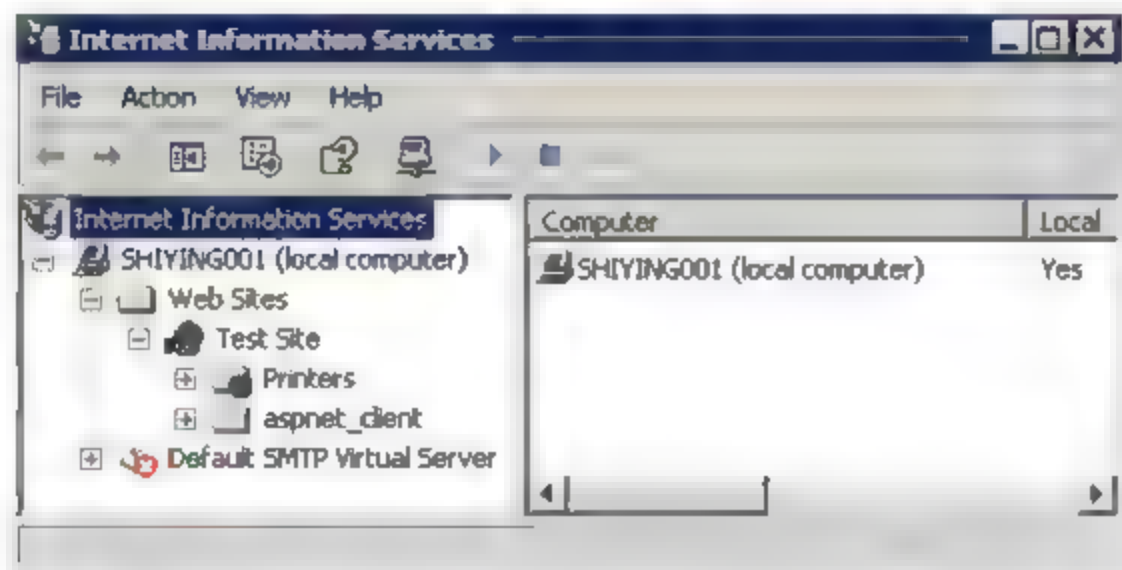 Internet Information Services
File Action View Help
Internet Information Services
SHIYING001 (local computer)
Web Sites
Test Site
Printers
aspnet_client
Default SMTP Virtual Server
Computer Local
SHIYING001 (local computer) Yes